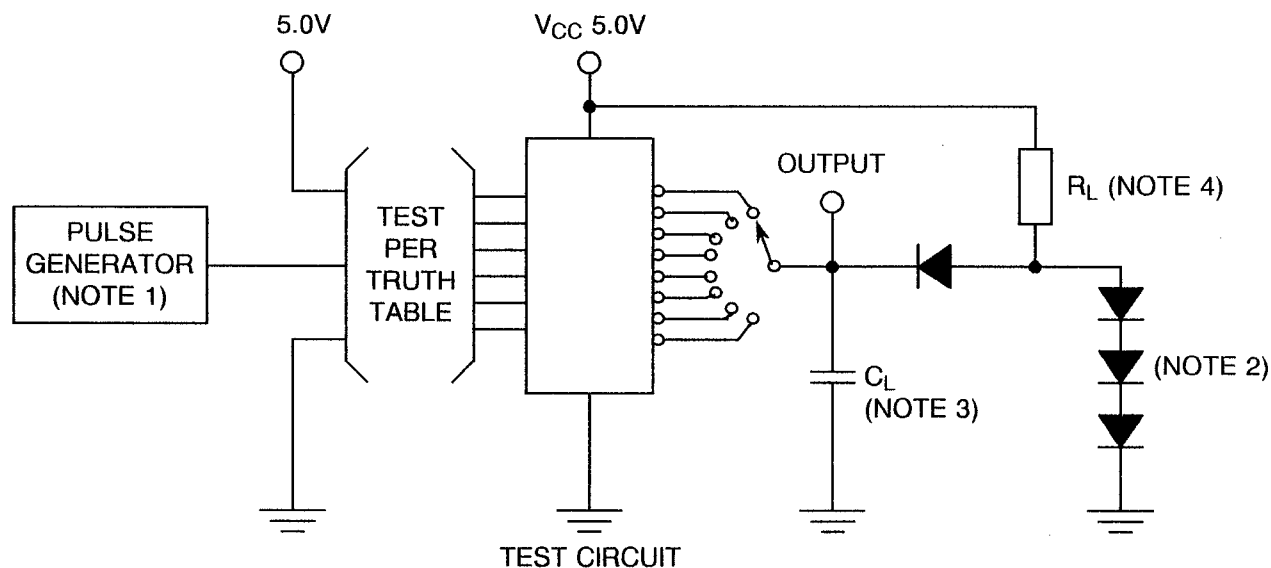 5.0V
VCC 5.0V
PULSE
GENERATOR
(NOTE 1)
TEST
PER
TRUTH
TABLE
OUTPUT
RL (NOTE 4)
CL
(NOTE 3)
(NOTE 2)
TEST CIRCUIT